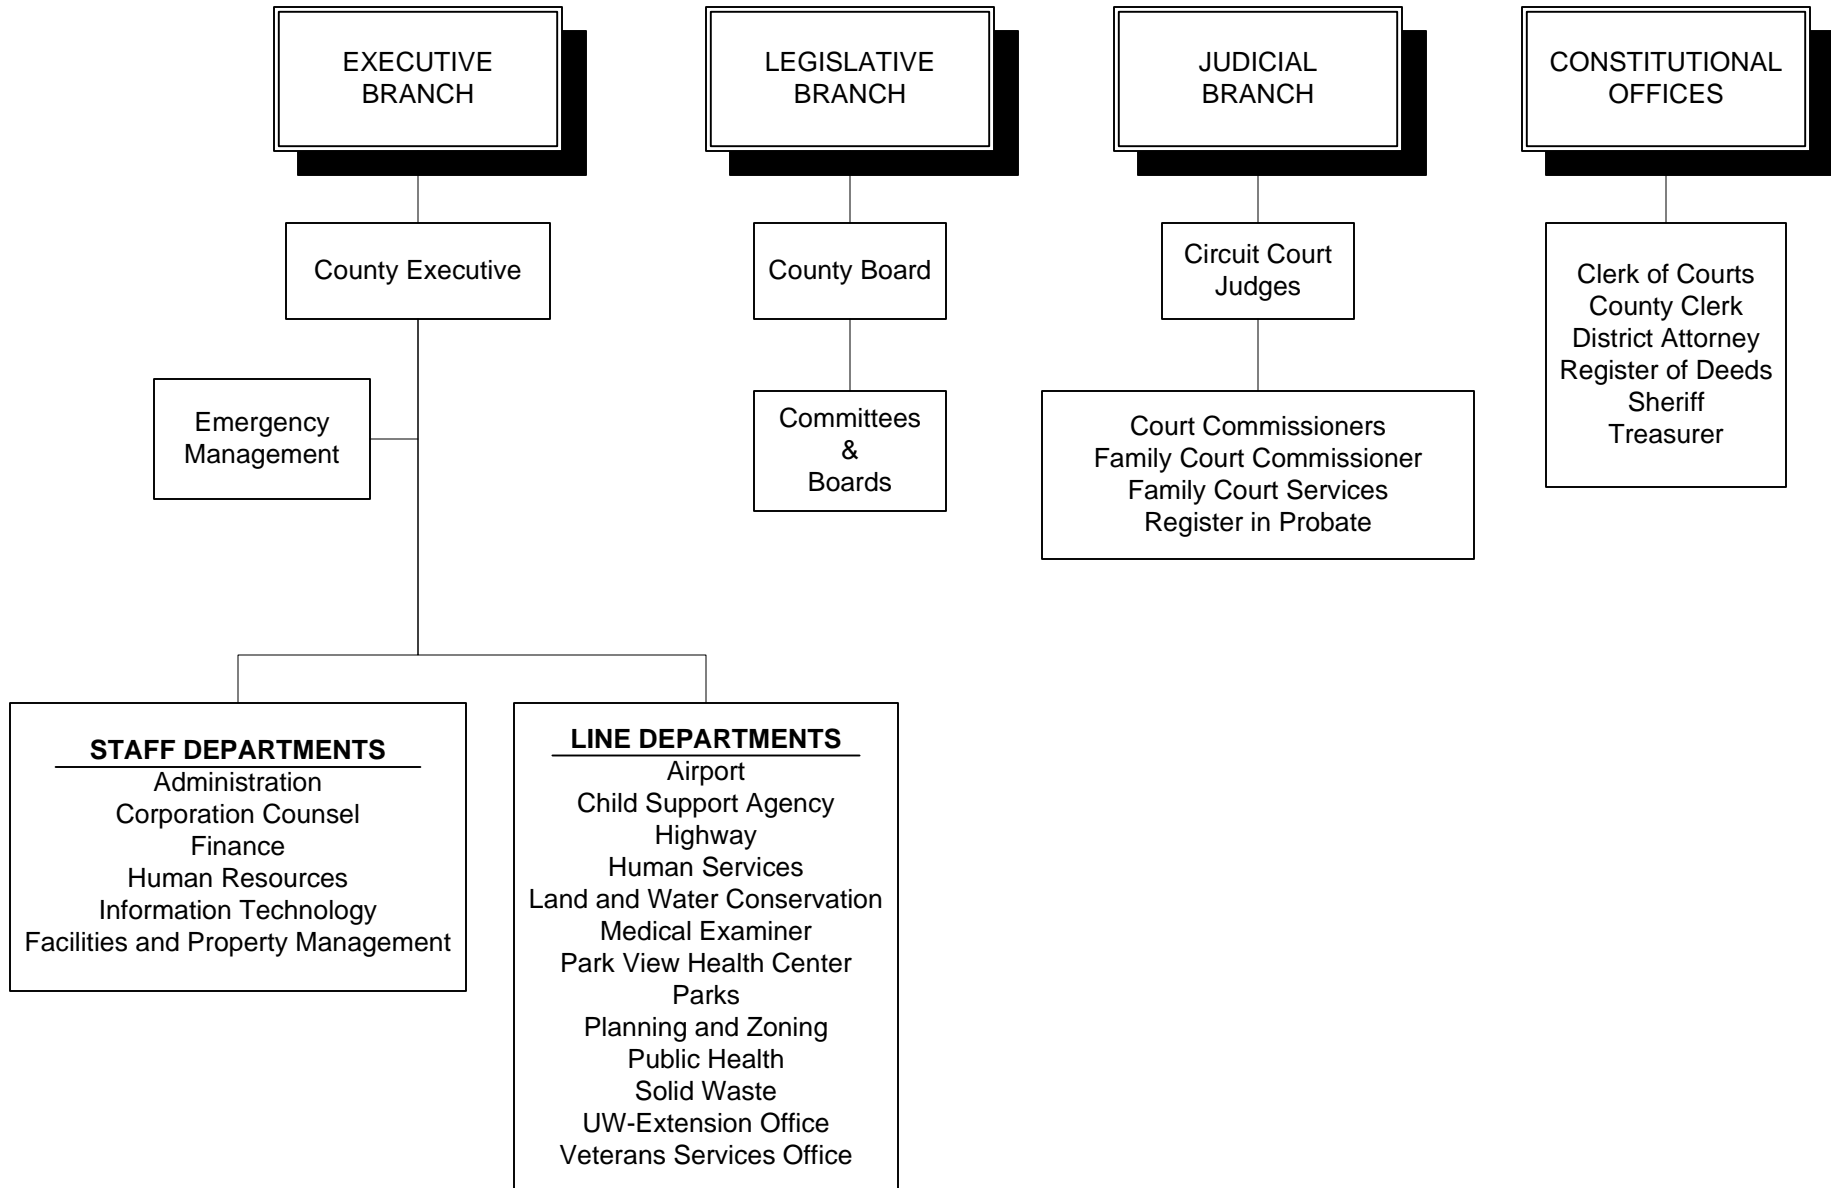 EXECUTIVE
BRANCH
County Executive
Emergency
Management
STAFF DEPARTMENTS
Administration
Corporation Counsel
Finance
Human Resources
Information Technology
Facilities and Property Management
LINE DEPARTMENTS
Airport
Child Support Agency
Highway
Human Services
Land and Water Conservation
Medical Examiner
Park View Health Center
Parks
Planning and Zoning
Public Health
Solid Waste
UW-Extension Office
Veterans Services Office
LEGISLATIVE
BRANCH
County Board
Committees
&
Boards
JUDICIAL
BRANCH
Circuit Court
Judges
Court Commissioners
Family Court Commissioner
Family Court Services
Register in Probate
CONSTITUTIONAL
OFFICES
Clerk of Courts
County Clerk
District Attorney
Register of Deeds
Sheriff
Treasurer